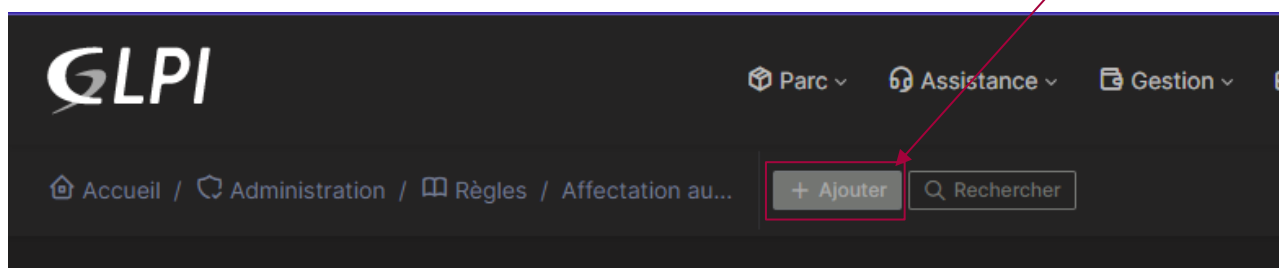 GLPI
Parc Assistance Gestion
Accueil / Administration / Règles / Affectation au... + Ajouter Rechercher